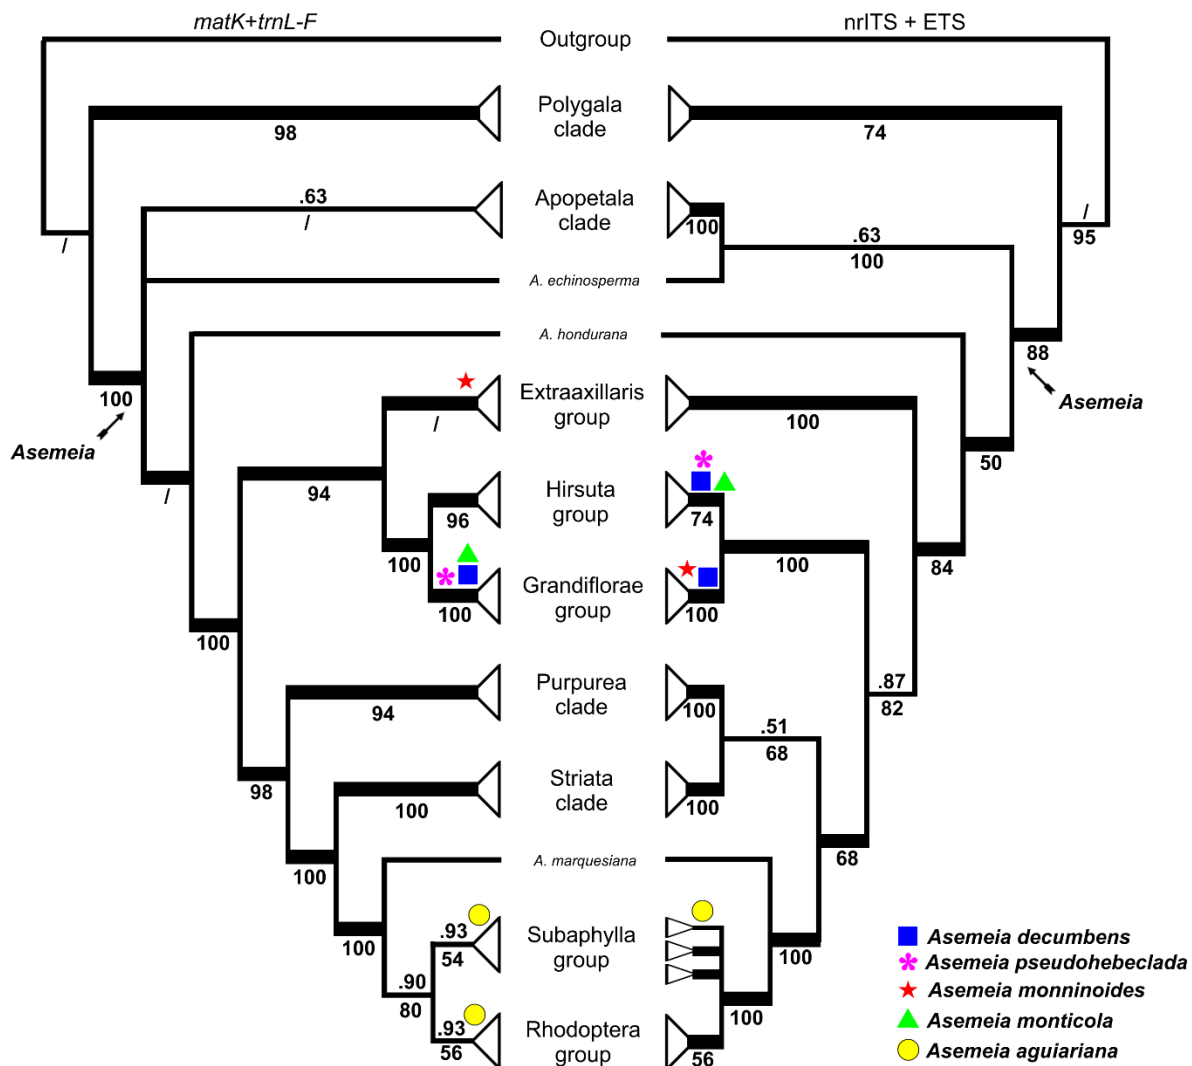 matK+trnL-F
nrITS + ETS
Outgroup
Polygala
clade
98
74
.63
/
Apopetala
clade
100
.63
100
/
95
/
A. echinosperma
A. hondurana
88
100
Asemeia
Asemeia
Extraaxillaris
group
/
100
50
/
94
Hirsuta
group
96
74
100
100
84
Grandiflorae
group
100
100
100
Purpurea
clade
94
100
.87
82
.51
68
98
Striata
clade
100
100
100
68
A. marquesiana
100
100
Subaphylla
group
.93
54
.90
80
100
Rhodoptera
group
.93
56
56
Asemeia decumbens
Asemeia pseudohebeclada
Asemeia monninoides
Asemeia monticola
Asemeia aguiariana